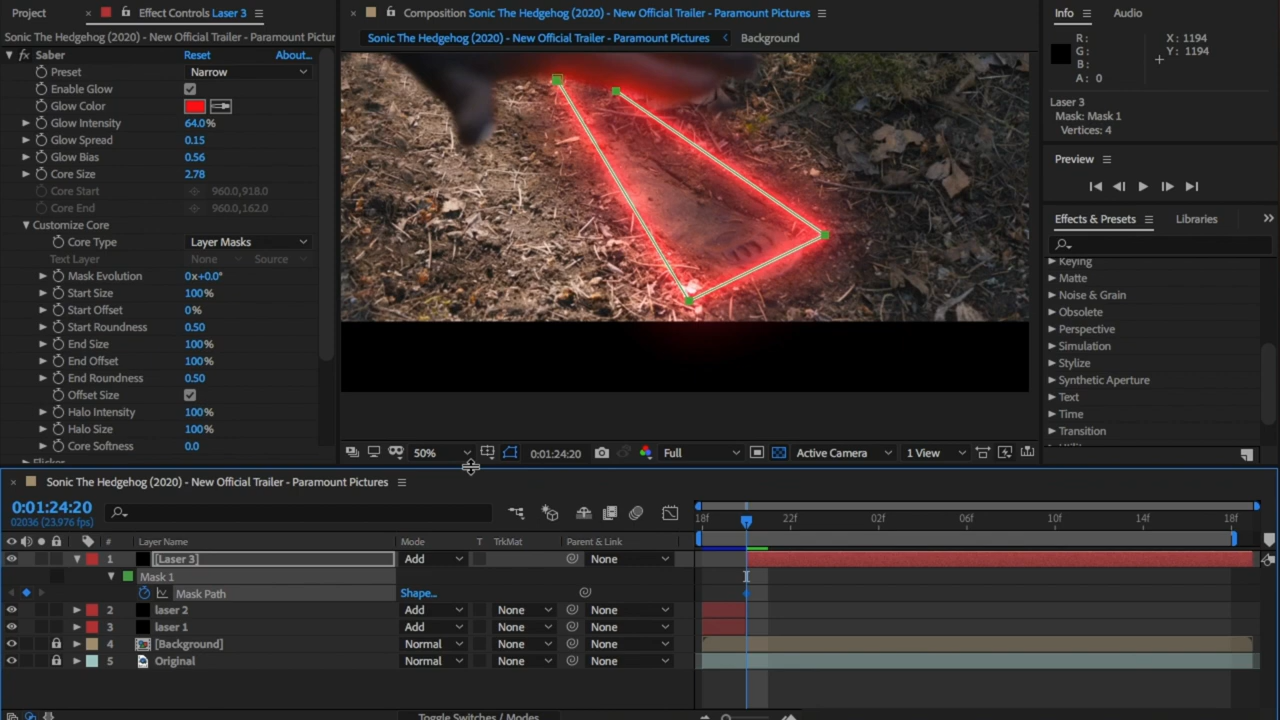 Project
Effect Controls Laser 3
Composition Sonic The Hedgehog (2020) - New Official Trailer - Paramount Pictures
Info
Audio
Sonic The Hedgehog (2020) - New Official Trailer - Paramount Pictur
Sonic The Hedgehog (2020) - New Official Trailer - Paramount Pictures
Background
R:
G:
B:
A: 0
X: 1194
Y: 1194
fx Saber Reset About...
Preset Narrow
Enable Glow
Glow Color
Glow Intensity 64.0%
Glow Spread 0.15
Glow Bias 0.56
Core Size 2.78
Core Start 960.0,918.0
Core End 960.0,162.0
Customize Core
Core Type Layer Masks
Text Layer None Source
Mask Evolution 0x+0.0°
Start Size 100%
Start Offset 0%
Start Roundness 0.50
End Size 100%
End Offset 100%
End Roundness 0.50
Offset Size
Halo Intensity 100%
Halo Size 100%
Core Softness 0.0
Flicker
Laser 3
Mask: Mask 1
Vertices: 4
Preview
Effects & Presets
Libraries
Keying
Matte
Noise & Grain
Obsolete
Perspective
Simulation
Stylize
Synthetic Aperture
Text
Time
Transition
50%
0:01:24:20
Full
Active Camera
1 View
Sonic The Hedgehog (2020) - New Official Trailer - Paramount Pictures
0:01:24:20
02036 (23.976 fps)
18f 22f 02f 06f 10f 14f 18f
# Layer Name Mode T TrkMat Parent & Link
1 [Laser 3] Add None
Mask 1
Mask Path Shape...
2 laser 2 Add None None
3 laser 1 Add None None
4 [Background] Normal None None
5 Original Normal None None
Toggle Switches / Modes